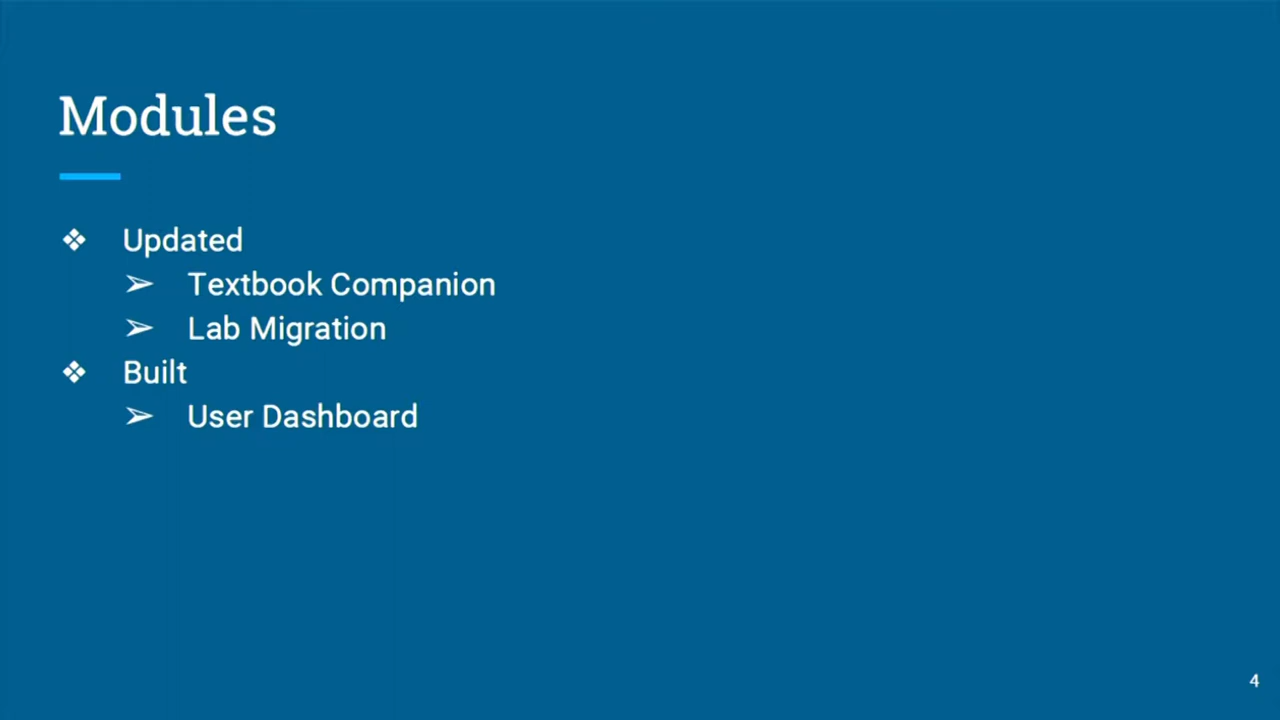 Modules
❖ Updated
➢ Textbook Companion
➢ Lab Migration
❖ Built
➢ User Dashboard
4